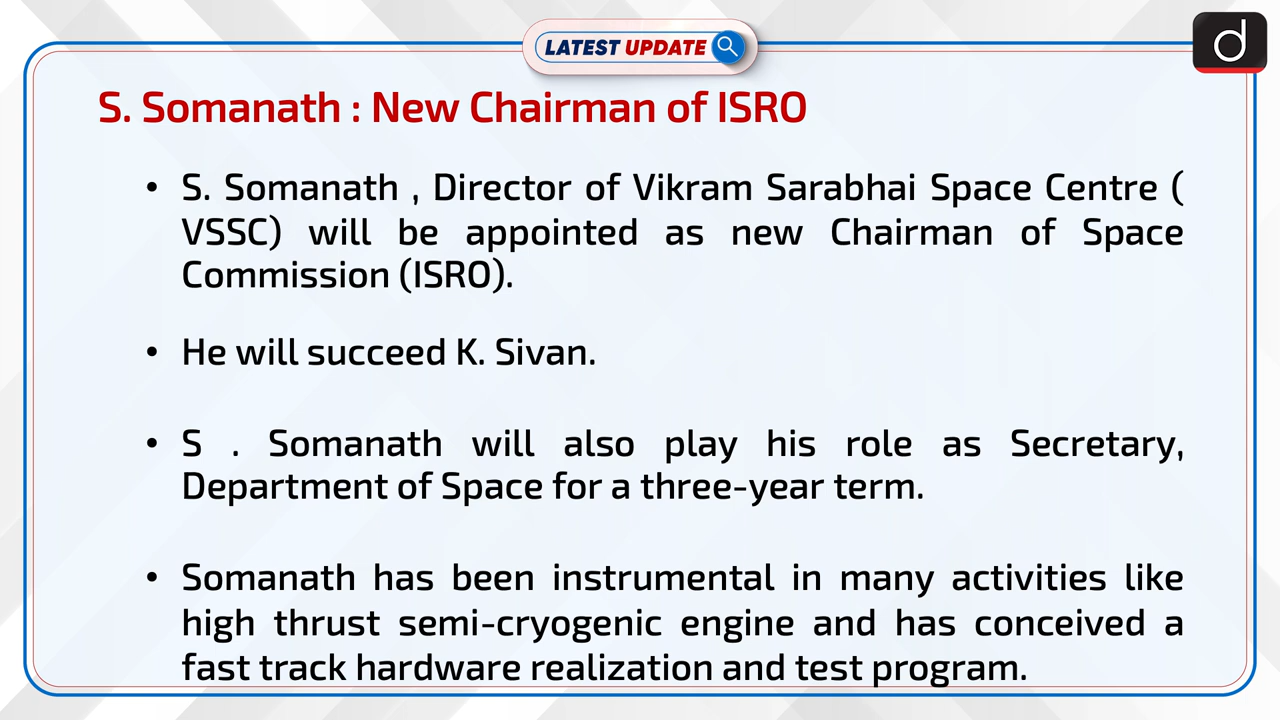 LATEST UPDATE
d
S. Somanath : New Chairman of ISRO
• S. Somanath , Director of Vikram Sarabhai Space Centre (
VSSC) will be appointed as new Chairman of Space
Commission (ISRO).
• He will succeed K. Sivan.
• S . Somanath will also play his role as Secretary,
Department of Space for a three-year term.
• Somanath has been instrumental in many activities like
high thrust semi-cryogenic engine and has conceived a
fast track hardware realization and test program.